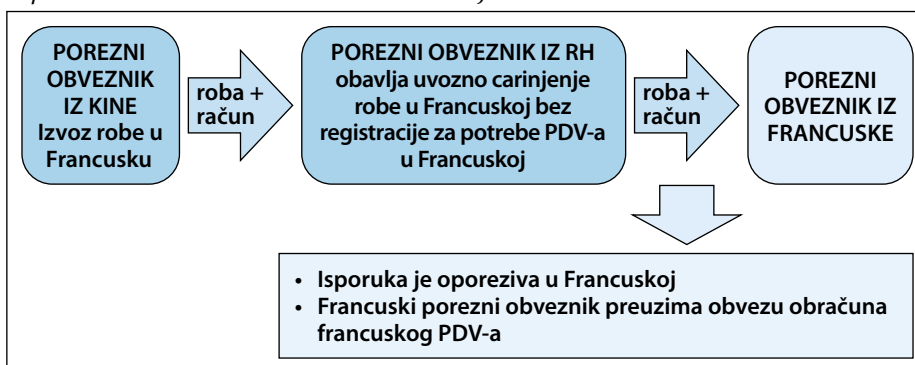 POREZNI
OBVEZNIK
IZ KINE
Izvoz robe u
Francusku
roba +
račun
POREZNI OBVEZNIK IZ RH
obavlja uvozno carinjenje
robe u Francuskoj bez
registracije za potrebe PDV-a
u Francuskoj
roba +
račun
POREZNI
OBVEZNIK IZ
FRANCUSKE
• Isporuka je oporeziva u Francuskoj
• Francuski porezni obveznik preuzima obvezu obračuna
francuskog PDV-a